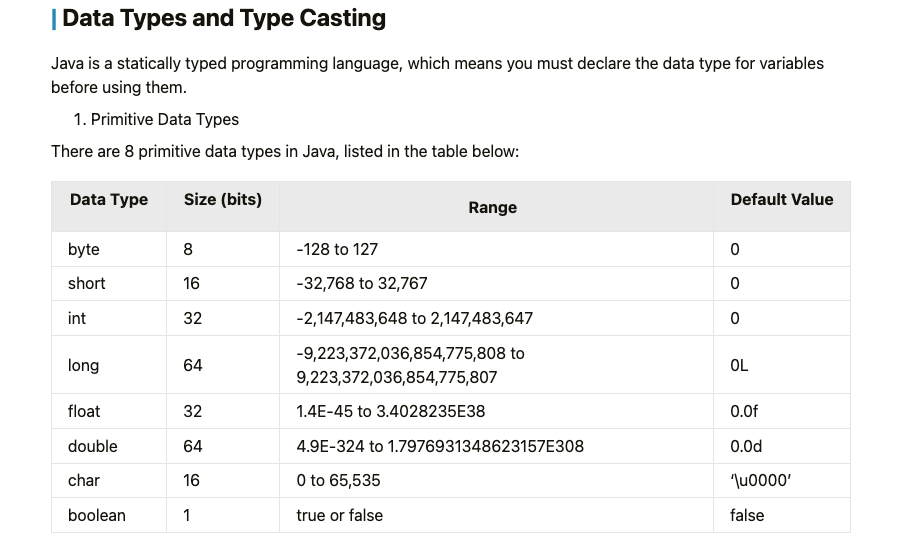 Data Types and Type Casting
Java is a statically typed programming language, which means you must declare the data type for variables
before using them.
1. Primitive Data Types
There are 8 primitive data types in Java, listed in the table below:
Data Type Size (bits) Range Default Value
byte 8 -128 to 127 0
short 16 -32,768 to 32,767 0
int 32 -2,147,483,648 to 2,147,483,647 0
long 64 -9,223,372,036,854,775,808 to
9,223,372,036,854,775,807 0L
float 32 1.4E-45 to 3.4028235E38 0.0f
double 64 4.9E-324 to 1.7976931348623157E308 0.0d
char 16 0 to 65,535 ‘\u0000’
boolean 1 true or false false